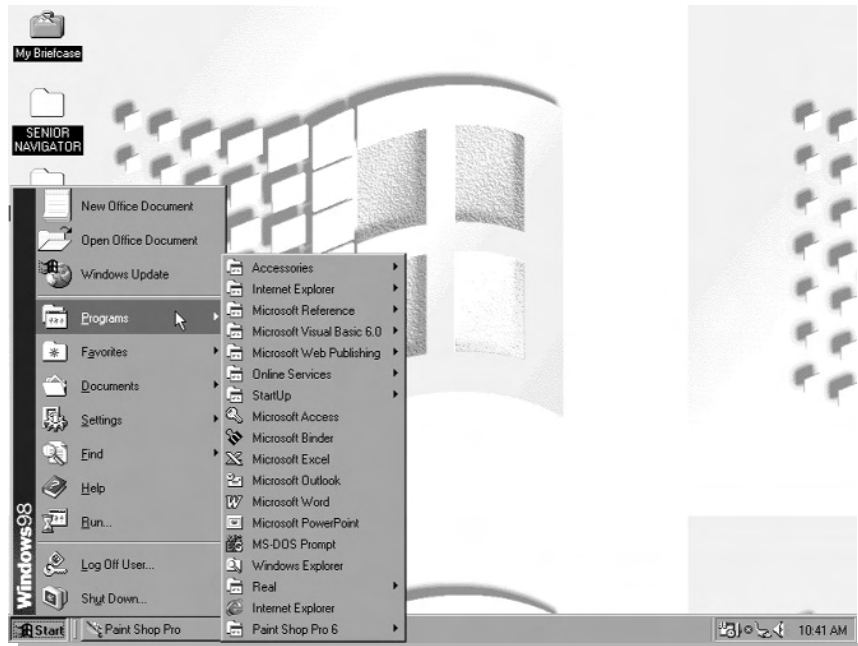 My Briefcase
SENIOR
NAVIGATOR
New Office Document
Open Office Document
Windows Update
Programs
Favorites
Documents
Settings
Find
Help
Run...
Log Off User...
Shut Down...
Windows98
Accessories
Internet Explorer
Microsoft Reference
Microsoft Visual Basic 6.0
Microsoft Web Publishing
Online Services
StartUp
Microsoft Access
Microsoft Binder
Microsoft Excel
Microsoft Outlook
Microsoft Word
Microsoft PowerPoint
MS-DOS Prompt
Windows Explorer
Real
Internet Explorer
Paint Shop Pro 6
Start
Paint Shop Pro
10:41 AM